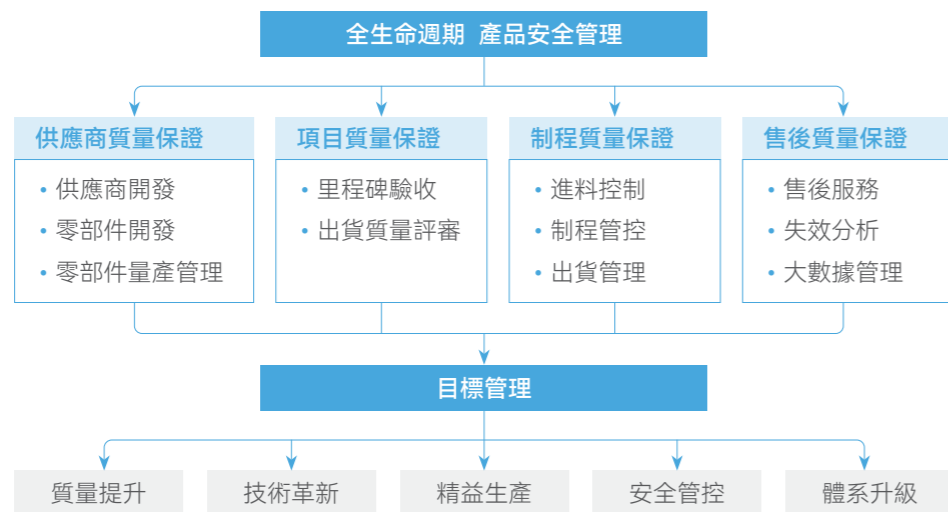 全生命週期 產品安全管理
供應商質量保證
• 供應商開發
• 零部件開發
• 零部件量產管理
項目質量保證
• 里程碑驗收
• 出貨質量評審
制程質量保證
• 進料控制
• 制程管控
• 出貨管理
售後質量保證
• 售後服務
• 失效分析
• 大數據管理
目標管理
質量提升
技術革新
精益生產
安全管控
體系升級